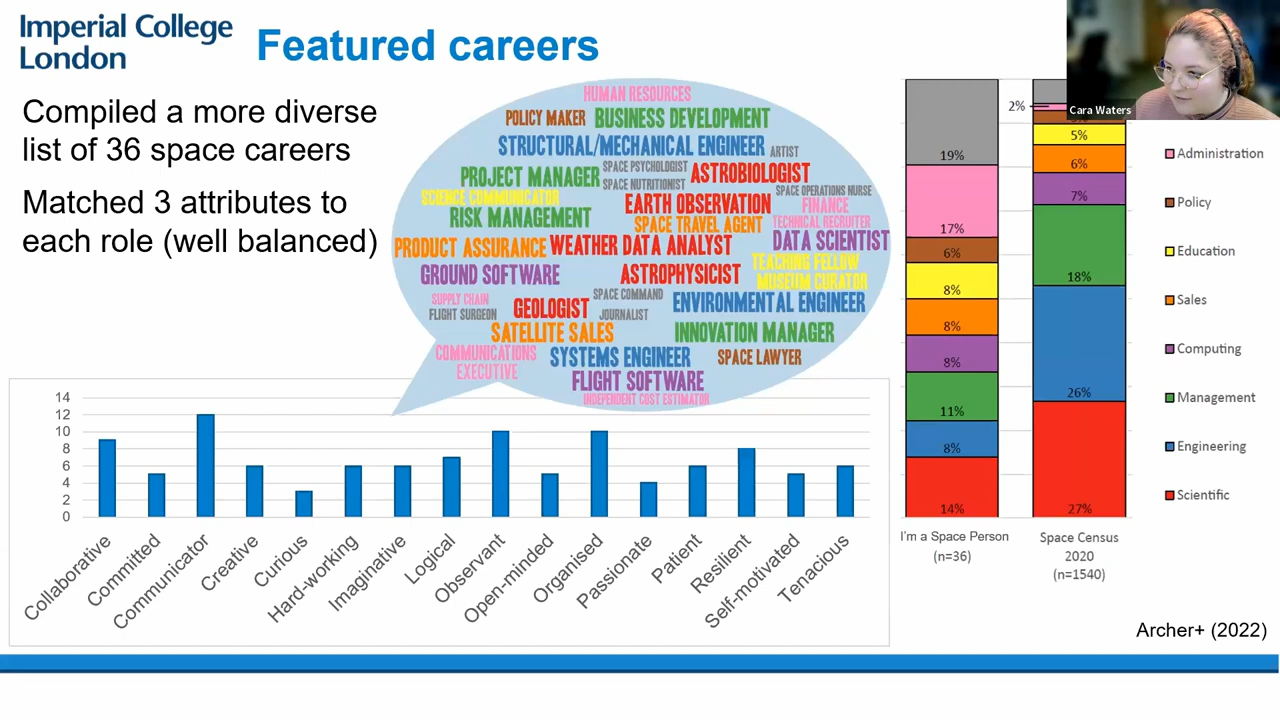 Imperial College
London
Featured careers
Cara Waters
Compiled a more diverse
list of 36 space careers
Matched 3 attributes to
each role (well balanced)
HUMAN RESOURCES
POLICY MAKER BUSINESS DEVELOPMENT
STRUCTURAL/MECHANICAL ENGINEER ARTIST
PROJECT MANAGER SPACE PSYCHOLOGIST ASTROBIOLOGIST
SPACE NUTRITIONIST SPACE OPERATIONS NURSE
SCIENCE COMMUNICATOR EARTH OBSERVATION FINANCE
RISK MANAGEMENT SPACE TRAVEL AGENT TECHNICAL RECRUITER
PRODUCT ASSURANCE WEATHER DATA ANALYST DATA SCIENTIST
GROUND SOFTWARE ASTROPHYSICIST TEACHING FELLOW
MUSEUM CURATOR
SUPPLY CHAIN GEOLOGIST SPACE COMMAND ENVIRONMENTAL ENGINEER
FLIGHT SURGEON JOURNALIST
SATELLITE SALES INNOVATION MANAGER
COMMUNICATIONS SYSTEMS ENGINEER SPACE LAWYER
EXECUTIVE FLIGHT SOFTWARE
INDEPENDENT COST ESTIMATOR
14
12
10
8
6
4
2
0
Collaborative
Committed
Communicator
Creative
Curious
Hard-working
Imaginative
Logical
Observant
Open-minded
Organised
Passionate
Patient
Resilient
Self-motivated
Tenacious
19%
17%
6%
8%
8%
8%
11%
8%
14%
2%
5%
6%
7%
18%
26%
27%
I'm a Space Person
(n=36)
Space Census
2020
(n=1540)
Administration
Policy
Education
Sales
Computing
Management
Engineering
Scientific
Archer+ (2022)